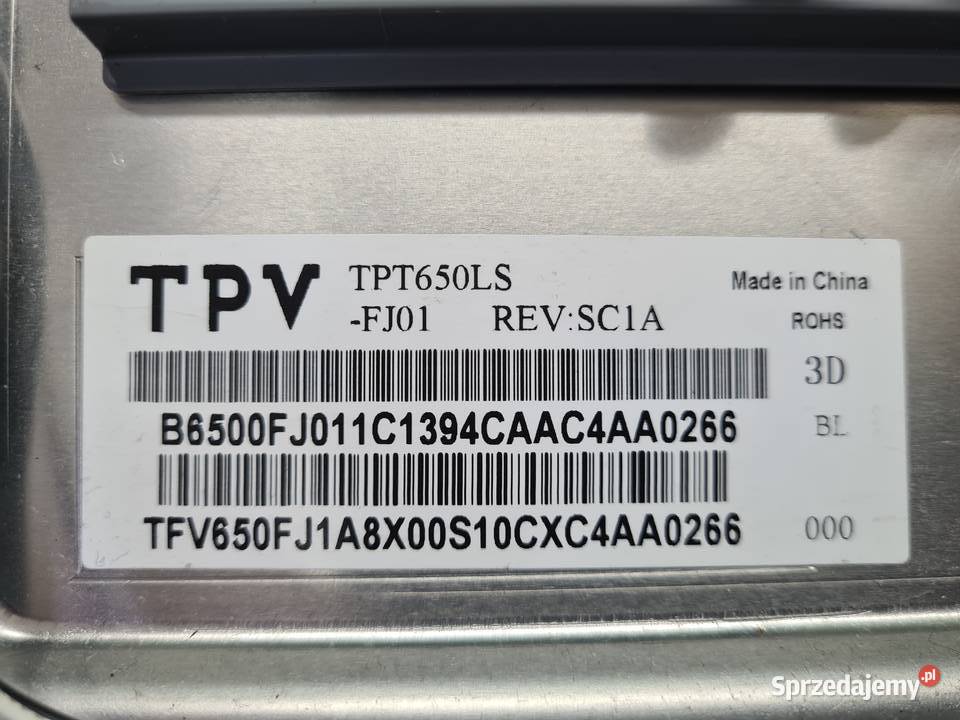 TPV TPT650LS Made in China
-FJ01 REV:SC1A ROHS
3D
B6500FJ011C1394CAAC4AA0266 BL
TFV650FJ1A8X00S10CXC4AA0266 000
Sprzedajemy.pl